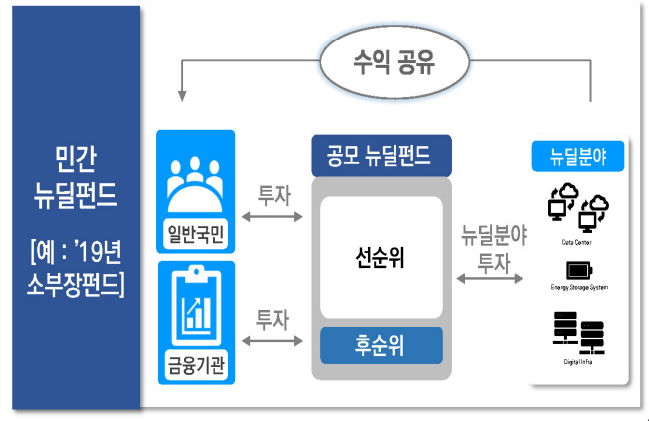 수익 공유
민간
뉴딜펀드
[예 : ’19년
소부장펀드]
일반국민
금융기관
투자
투자
공모 뉴딜펀드
선순위
후순위
뉴딜분야
투자
뉴딜분야
Data Center
Energy Storage System
Digital Infra